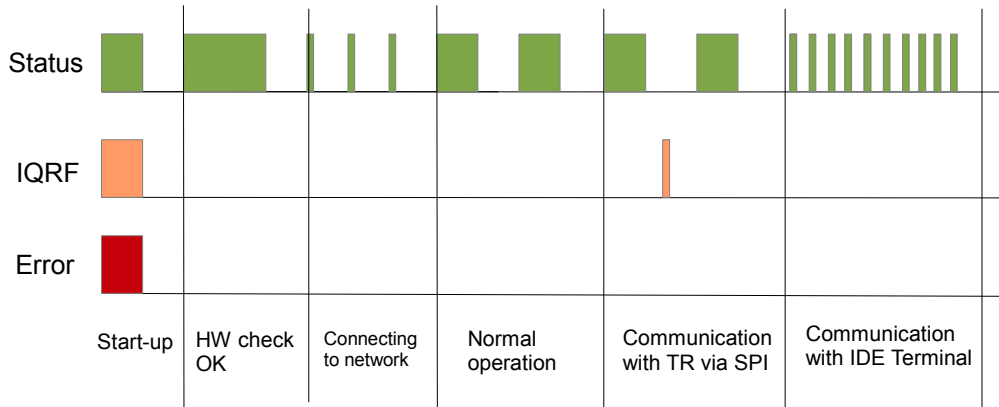 Status
IQRF
Error
Start-up
HW check
OK
Connecting
to network
Normal
operation
Communication
with TR via SPI
Communication
with IDE Terminal